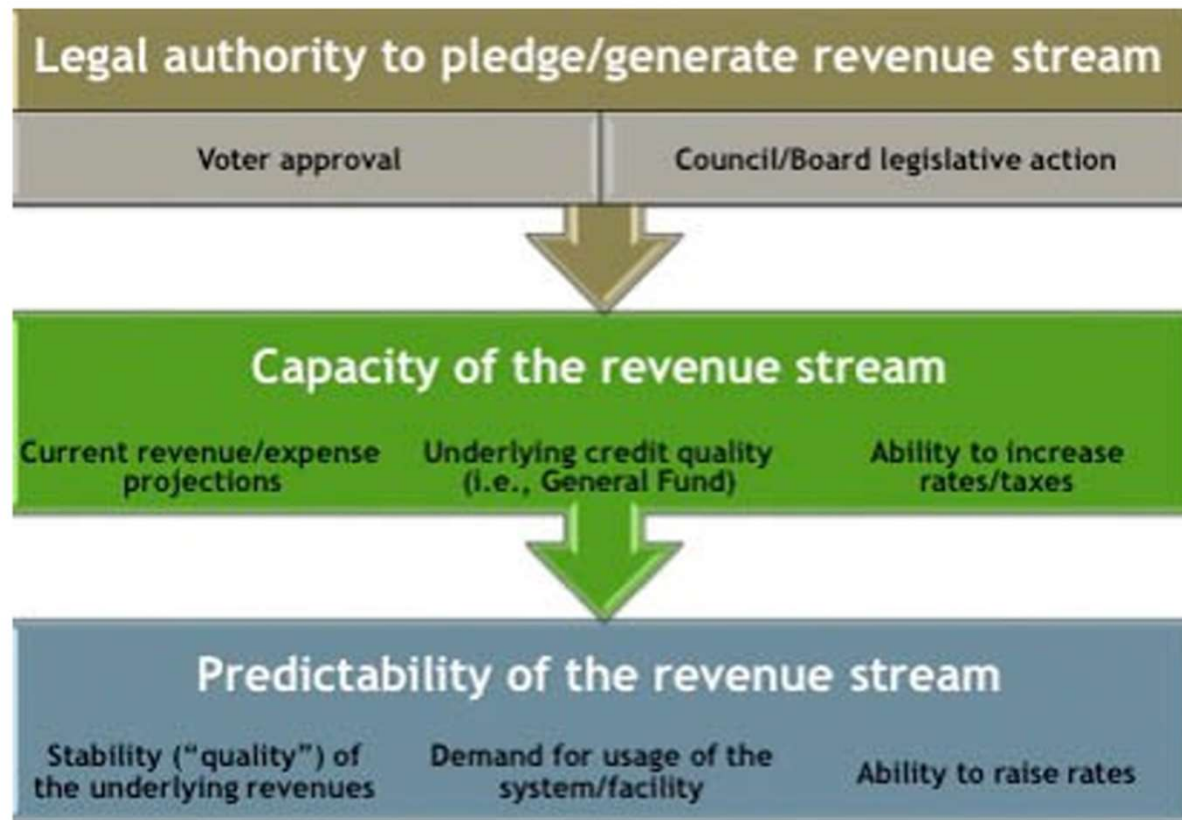 Legal authority to pledge/generate revenue stream
Voter approval
Council/Board legislative action
Capacity of the revenue stream
Current revenue/expense
projections
Underlying credit quality
(i.e., General Fund)
Ability to increase
rates/taxes
Predictability of the revenue stream
Stability (“quality”) of
the underlying revenues
Demand for usage of the
system/facility
Ability to raise rates